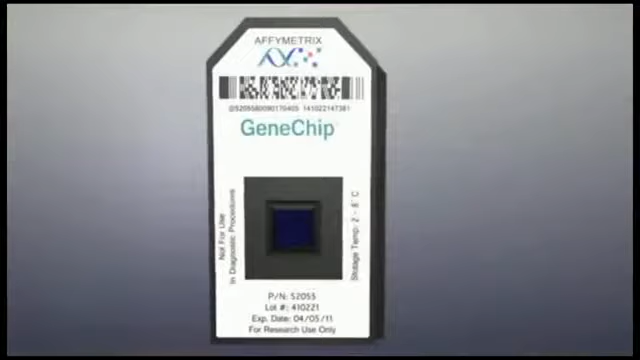 AFFYMETRIX
GeneChip
Not For Use
In Diagnostic Procedures
Storage Temp: 2 - 8° C
P/N: 52055
Lot #: 410221
Exp. Date: 04/05/11
For Research Use Only